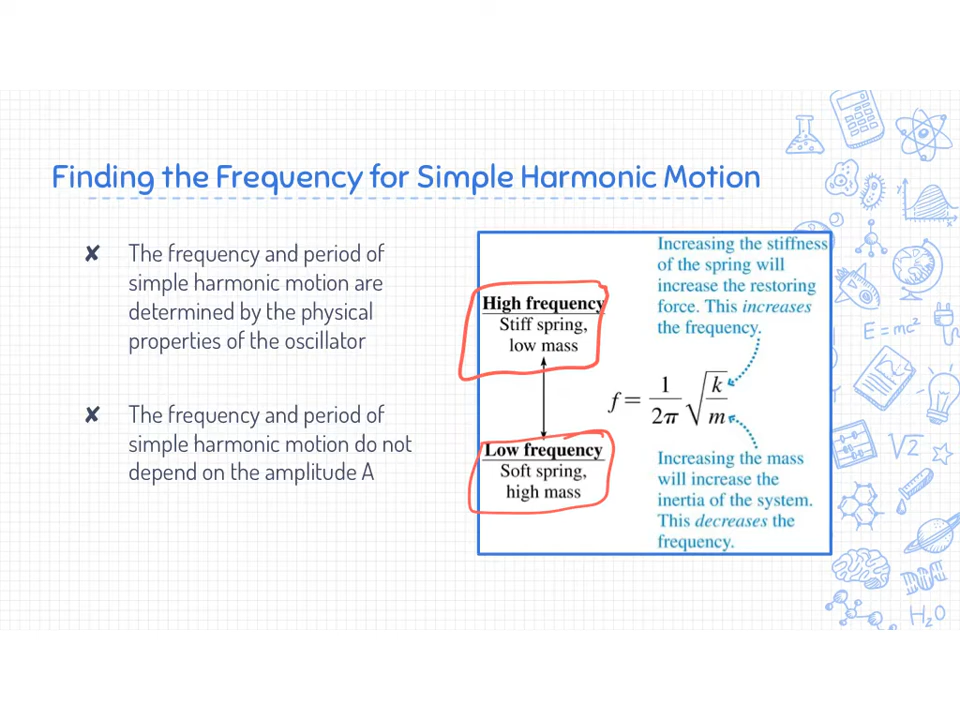 Finding the Frequency for Simple Harmonic Motion
✘ The frequency and period of
simple harmonic motion are
determined by the physical
properties of the oscillator
✘ The frequency and period of
simple harmonic motion do not
depend on the amplitude A
High frequency
Stiff spring,
low mass
Low frequency
Soft spring,
high mass
Increasing the stiffness
of the spring will
increase the restoring
force. This increases
the frequency.
f = 1/2π √k/m
Increasing the mass
will increase the
inertia of the system.
This decreases the
frequency.
y
x
E=mc²
√2
H₂O